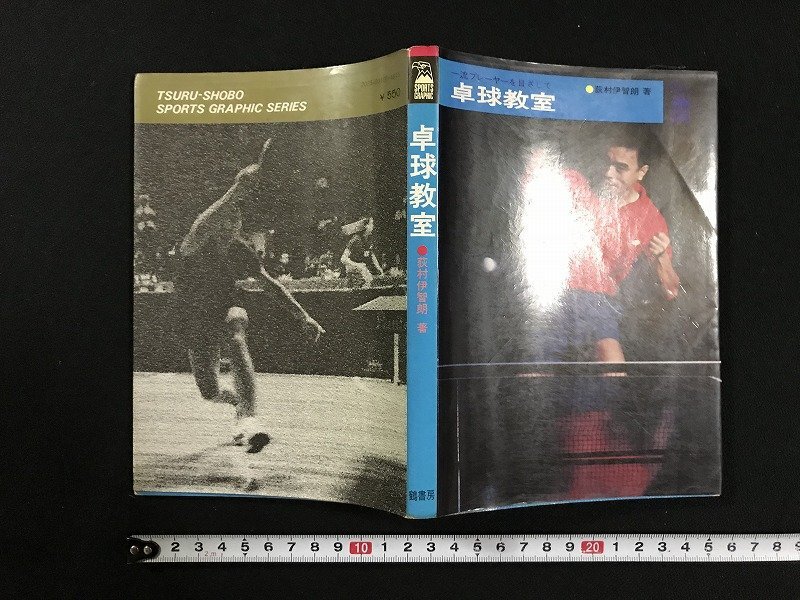 TSURU-SHOBO
SPORTS GRAPHIC SERIES
¥550
SPORTS
GRAPHIC
卓球教室
●荻村伊智朗 著
鶴書房
一流プレーヤーを目ざして
卓球教室
●荻村伊智朗 著
2 3 4 5 6 7 8 9 10 1 2 3 4 5 6 7 8 9 20 1 2 3 4 5 6 7 8 9
2m